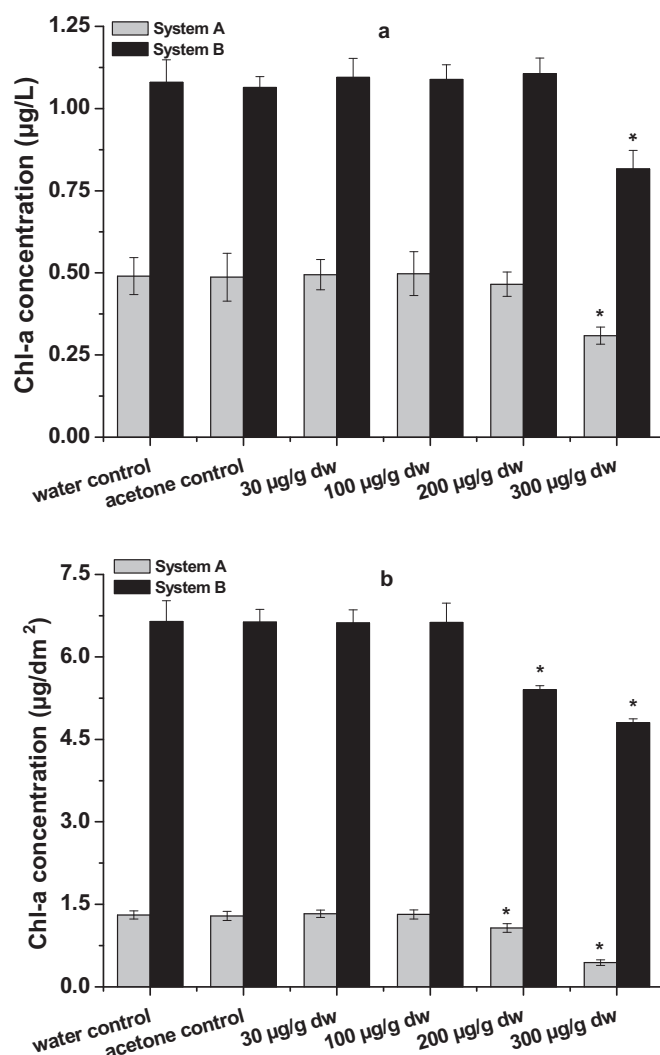 System A
System B
a
Chl-a concentration (µg/L)
1.25
1.00
0.75
0.50
0.25
0.00
*
*
water control
acetone control
30 µg/g dw
100 µg/g dw
200 µg/g dw
300 µg/g dw
System A
System B
b
Chl-a concentration (µg/dm²)
7.5
6.0
4.5
3.0
1.5
0.0
*
*
*
*
water control
acetone control
30 µg/g dw
100 µg/g dw
200 µg/g dw
300 µg/g dw